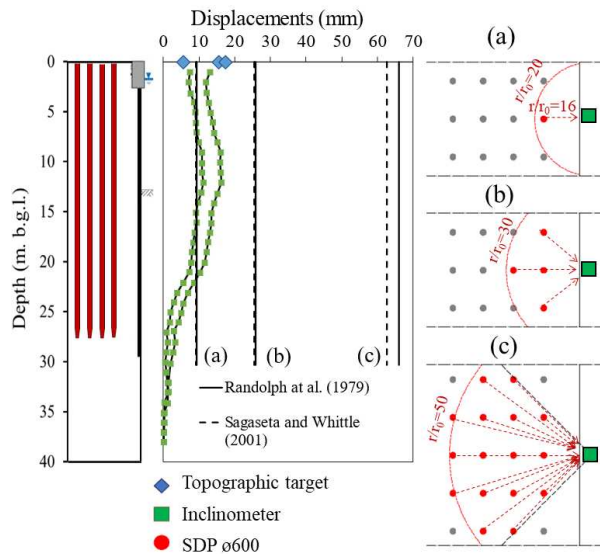 Displacements (mm)
0 10 20 30 40 50 60 70
Depth (m. b.g.l.)
0
5
10
15
20
25
30
35
40
(a) (b) (c)
Randolph at al. (1979)
Sagaseta and Whittle
(2001)
Topographic target
Inclinometer
SDP ø600
(a)
r/r0=20
r/r0=16
(b)
r/r0=30
(c)
r/r0=50